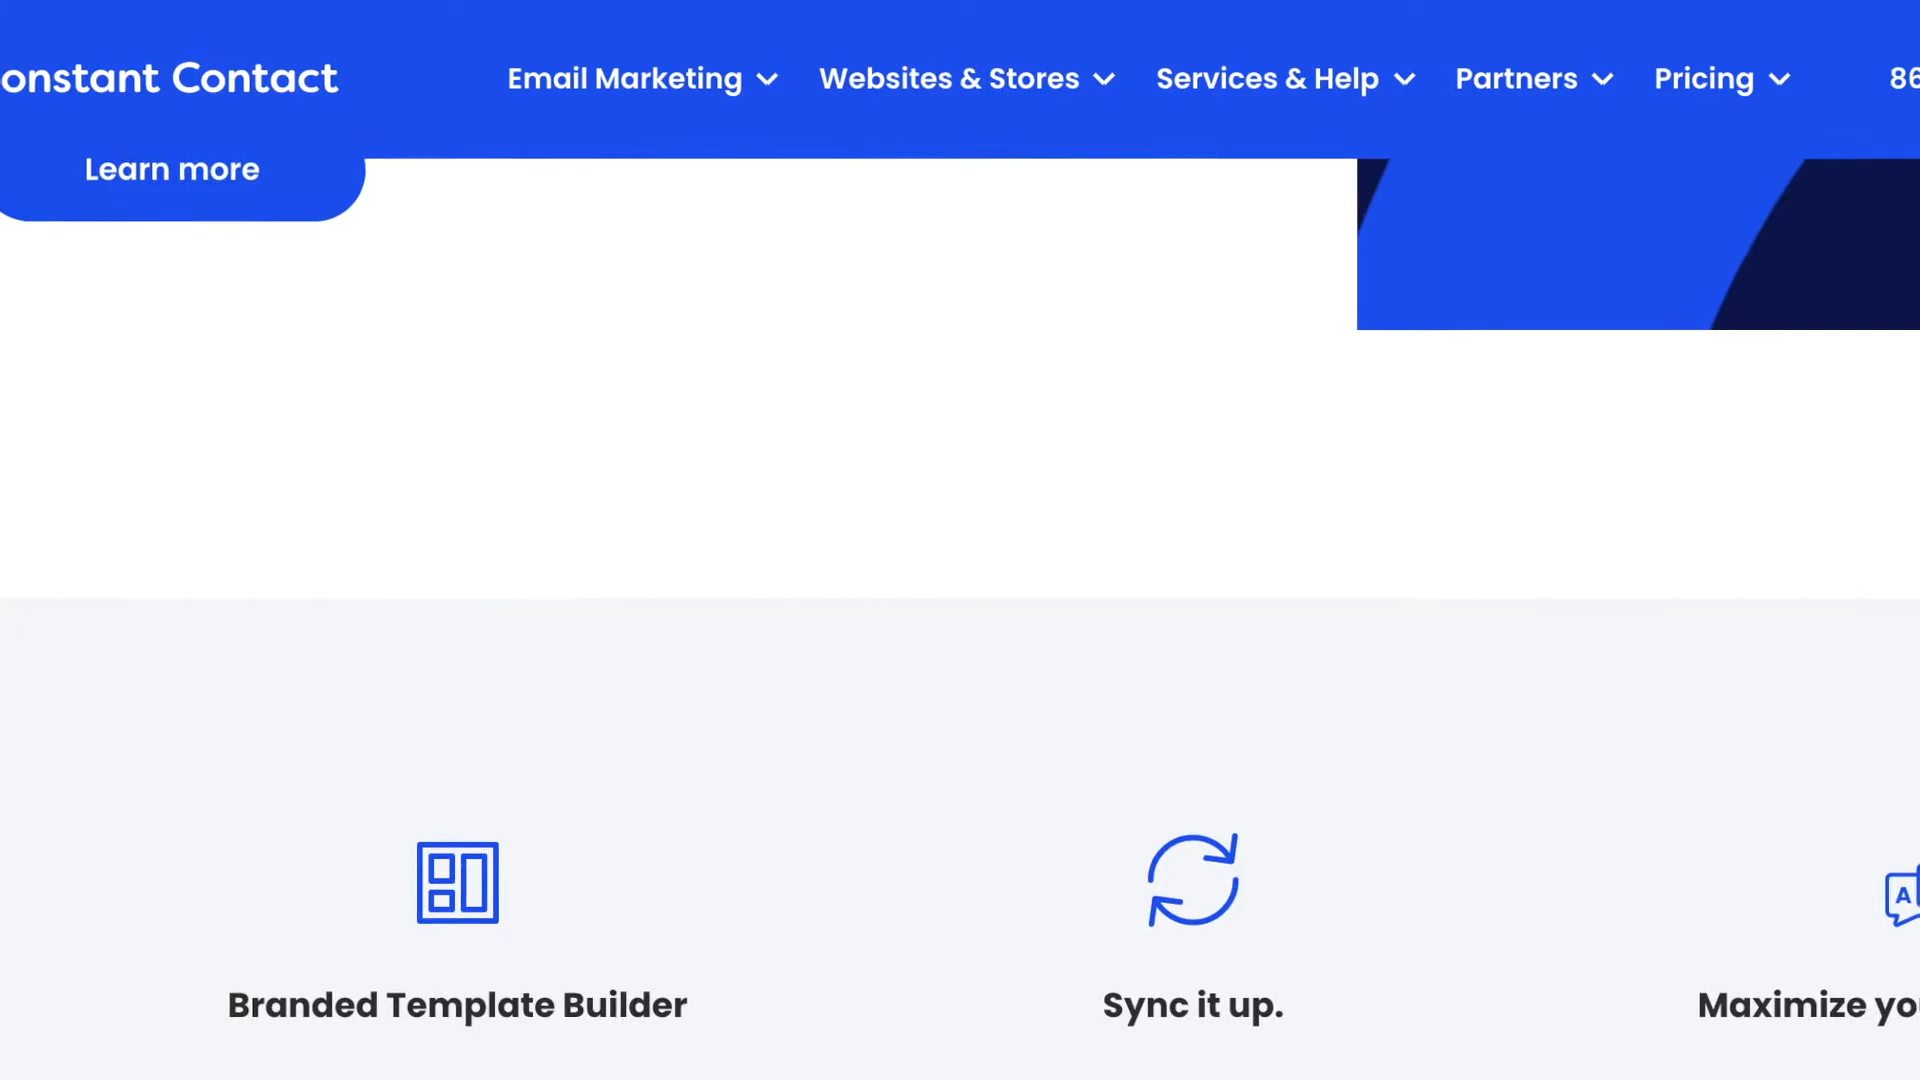 onstant Contact
Email Marketing
Websites & Stores
Services & Help
Partners
Pricing
86
Learn more
A
Branded Template Builder
Sync it up.
Maximize yo